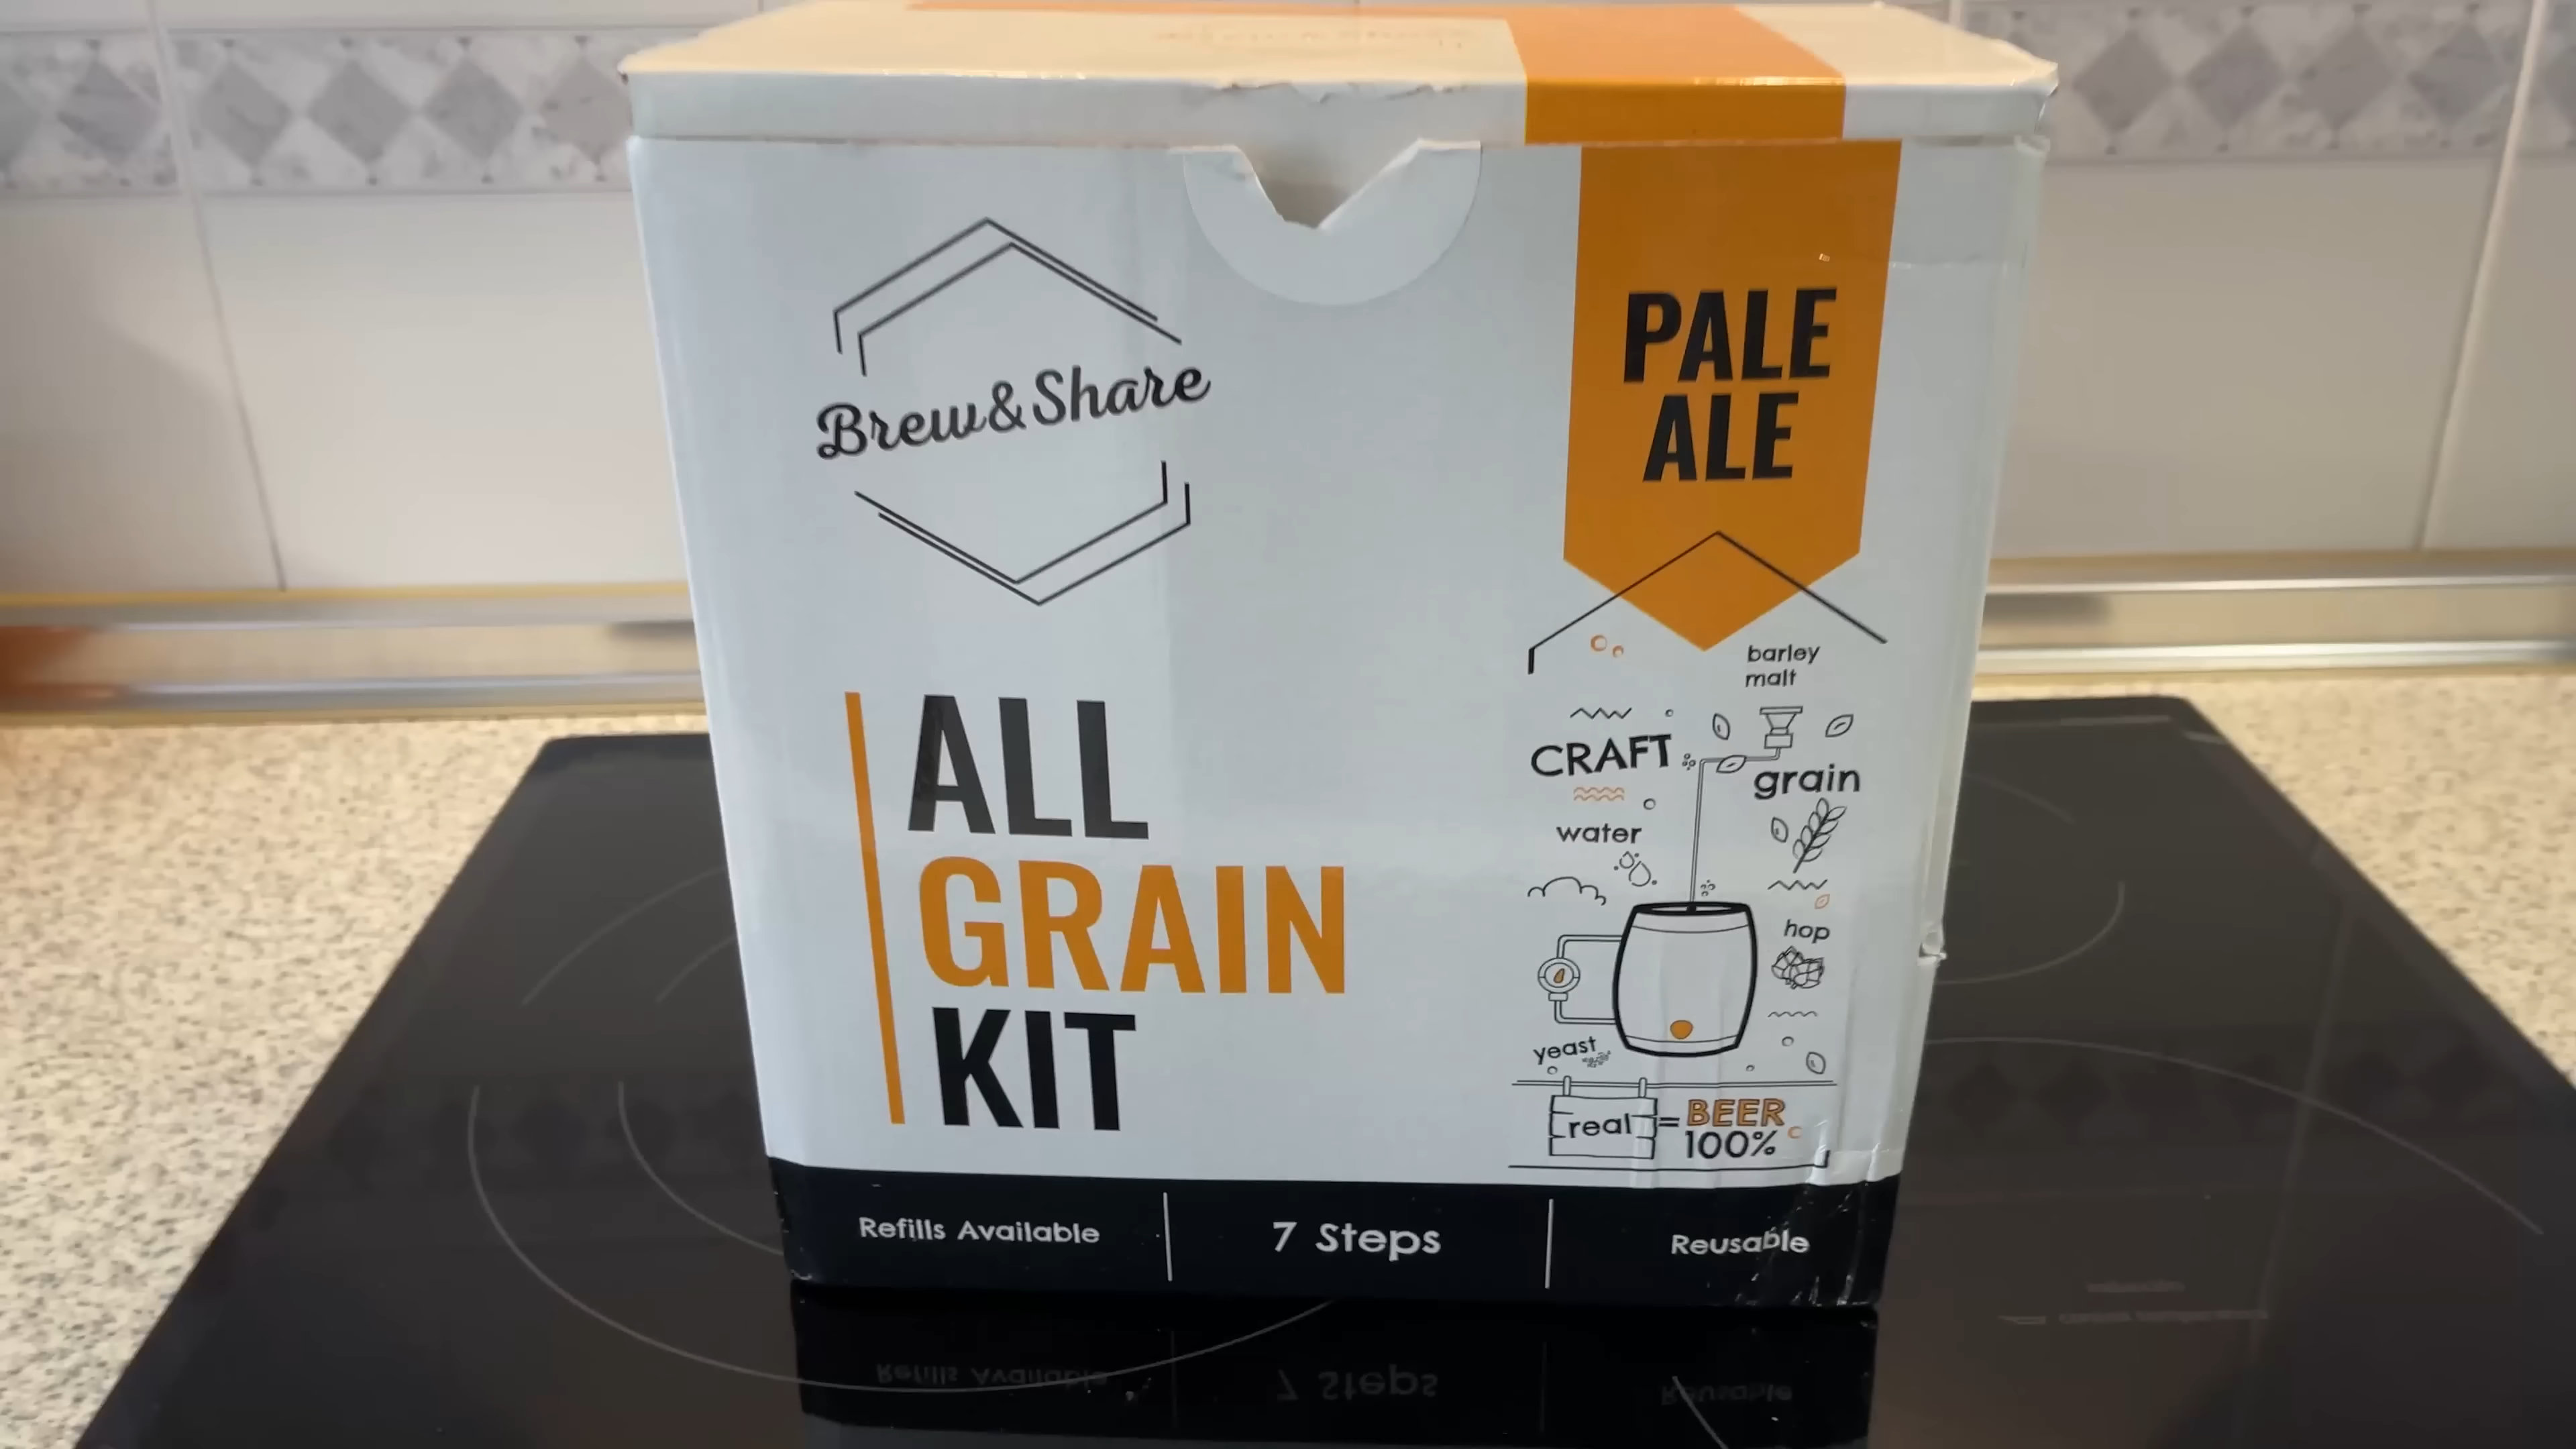 Brew&Share
PALE
ALE
ALL
GRAIN
KIT
barley
malt
CRAFT
grain
water
hop
yeast
real = BEER
100%
Refills Available
7 Steps
Reusable